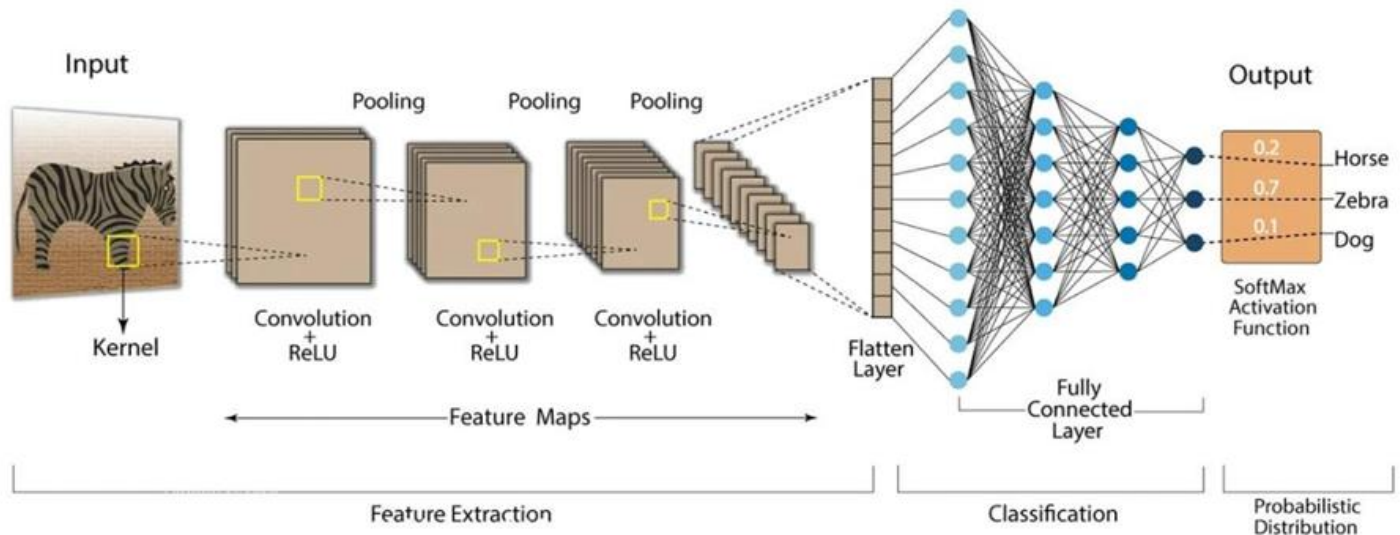 Input
Pooling
Pooling
Pooling
Output
0.2
Horse
0.7
Zebra
0.1
Dog
SoftMax
Activation
Function
Kernel
Convolution
+
ReLU
Convolution
+
ReLU
Convolution
+
ReLU
Flatten
Layer
Fully
Connected
Layer
Feature Maps
Feature Extraction
Classification
Probabilistic
Distribution